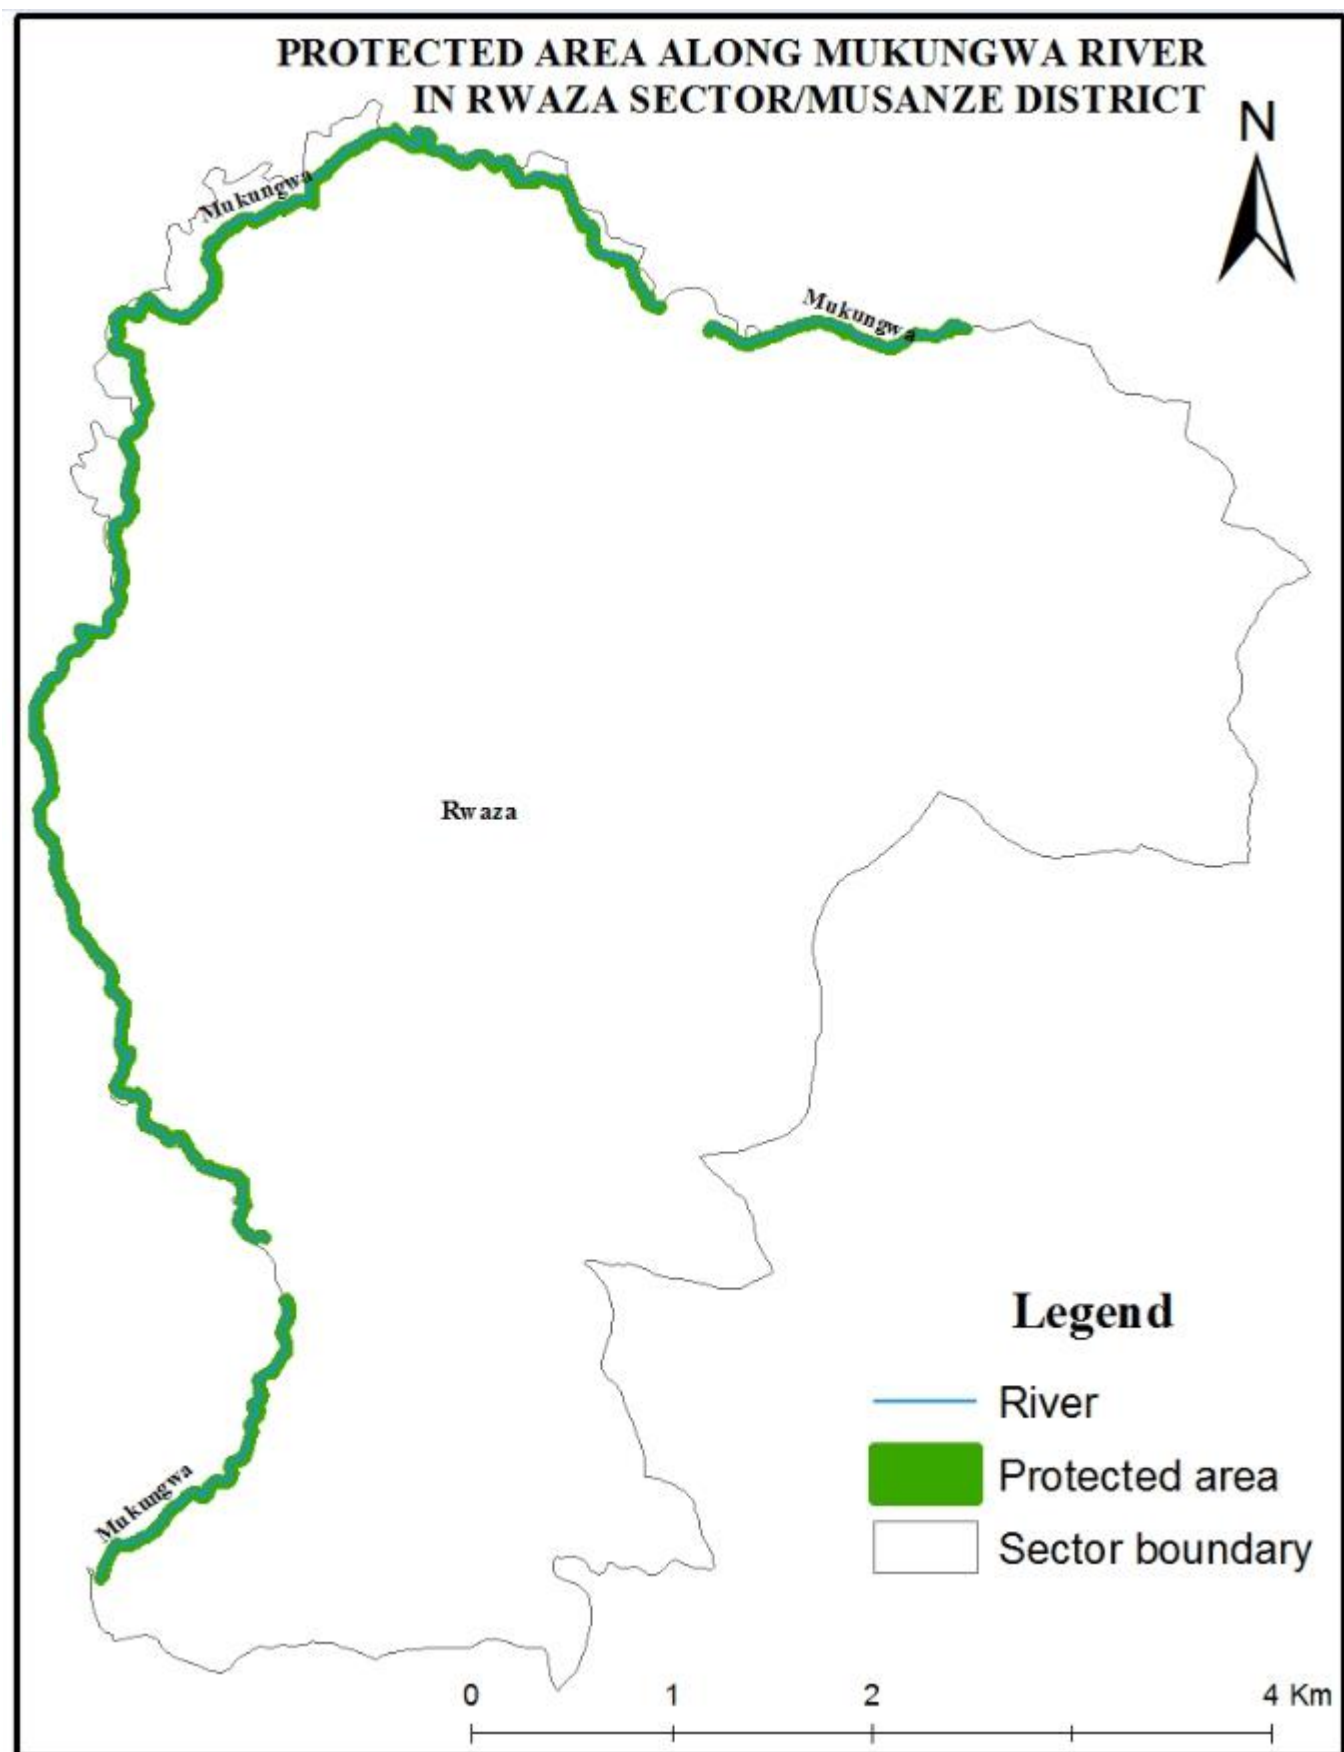 PROTECTED AREA ALONG MUKUNGWA RIVER
IN RWAZA SECTOR/MUSANZE DISTRICT
N
Mukungwa
Mukungwa
Rwaza
Mukungwa
Legend
River
Protected area
Sector boundary
0 1 2 4 Km